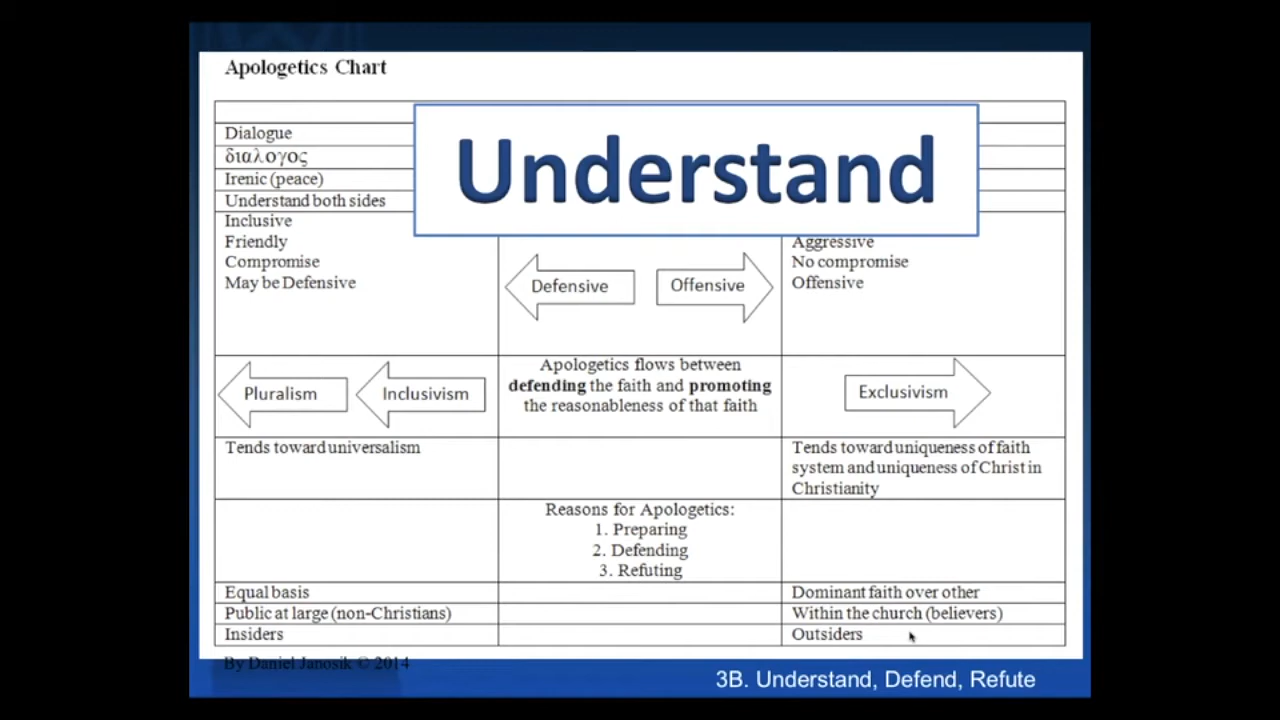 Apologetics Chart
Understand
Dialogue
διαλογος
Irenic (peace)
Understand both sides
Inclusive
Friendly
Compromise
May be Defensive
Defensive
Offensive
Aggressive
No compromise
Offensive
Pluralism
Inclusivism
Apologetics flows between
defending the faith and promoting
the reasonableness of that faith
Exclusivism
Tends toward universalism
Tends toward uniqueness of faith
system and uniqueness of Christ in
Christianity
Reasons for Apologetics:
1. Preparing
2. Defending
3. Refuting
Equal basis
Dominant faith over other
Public at large (non-Christians)
Within the church (believers)
Insiders
Outsiders
By Daniel Janosik © 2014
3B. Understand, Defend, Refute